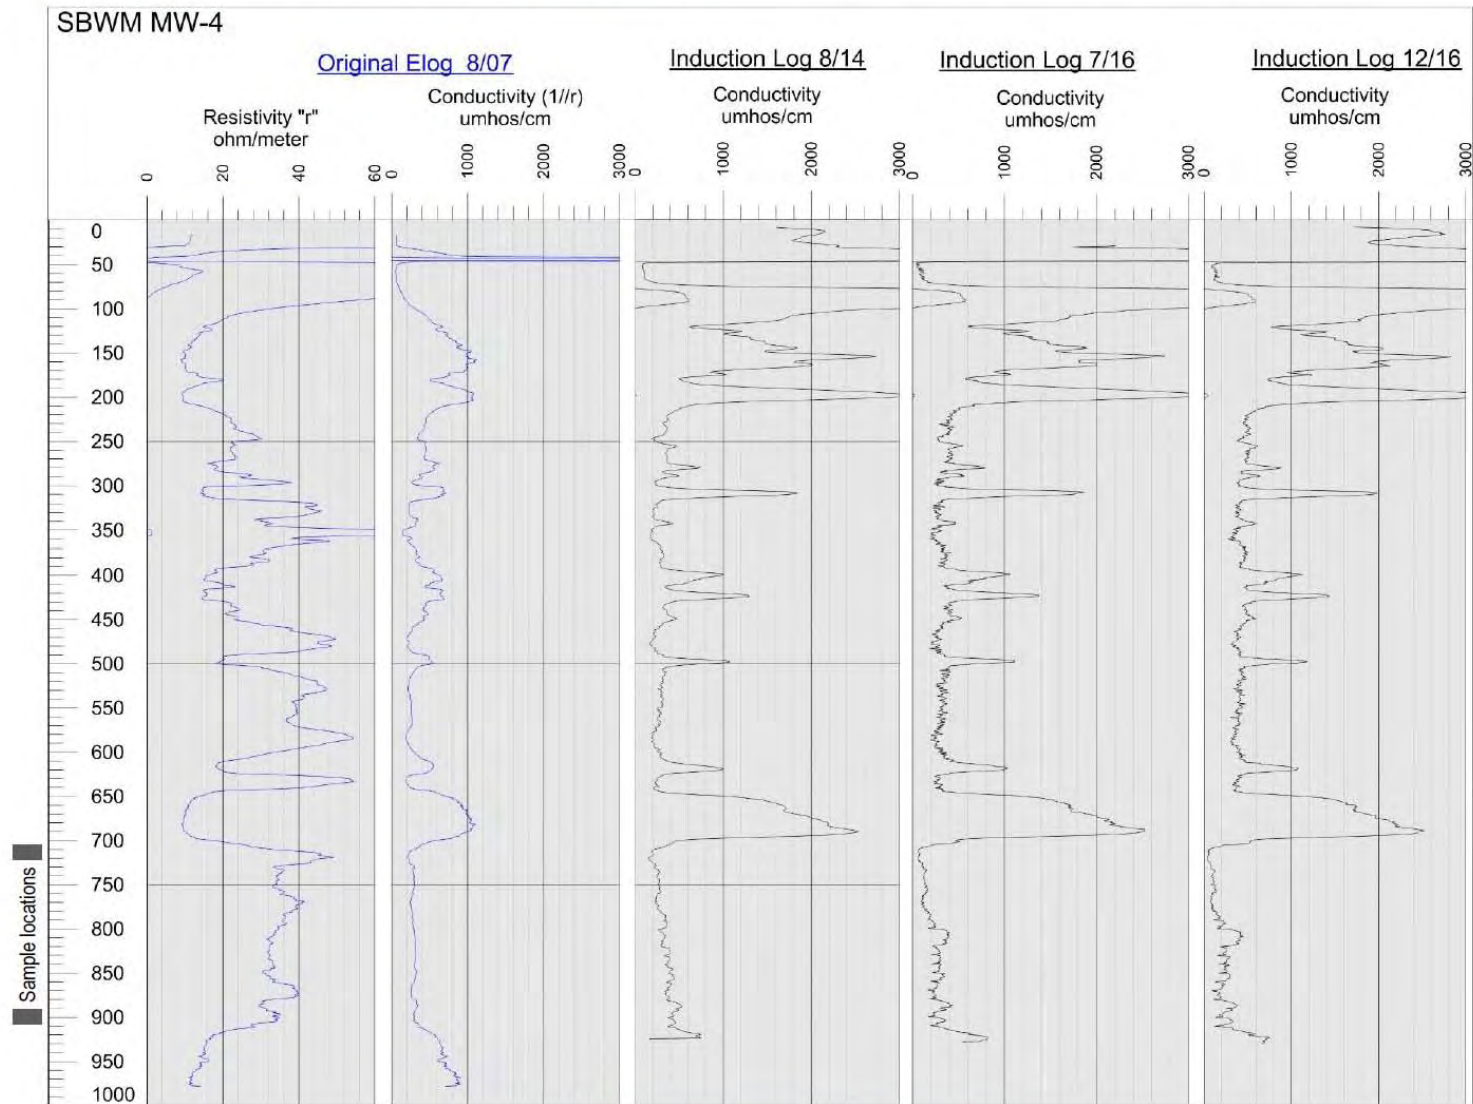 SBWM MW-4
Original Elog 8/07
Induction Log 8/14
Induction Log 7/16
Induction Log 12/16
Resistivity "r"
ohm/meter
Conductivity (1//r)
umhos/cm
Conductivity
umhos/cm
Conductivity
umhos/cm
Conductivity
umhos/cm
0 20 40 60
0 1000 2000 3000
0 1000 2000 3000
0 1000 2000 3000
0 1000 2000 3000
0
50
100
150
200
250
300
350
400
450
500
550
600
650
700
750
800
850
900
950
1000
Sample locations